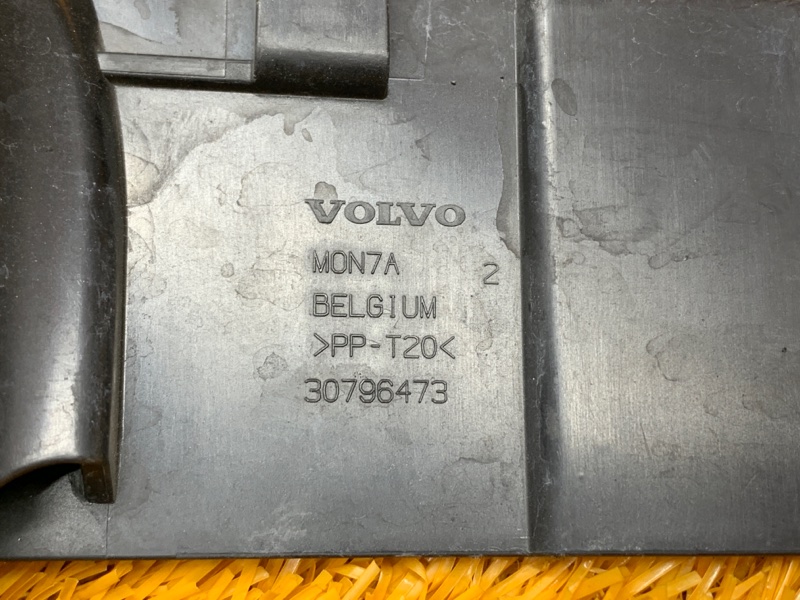 VOLVO
MON7A 2
BELGIUM
>PP-T20<
30796473